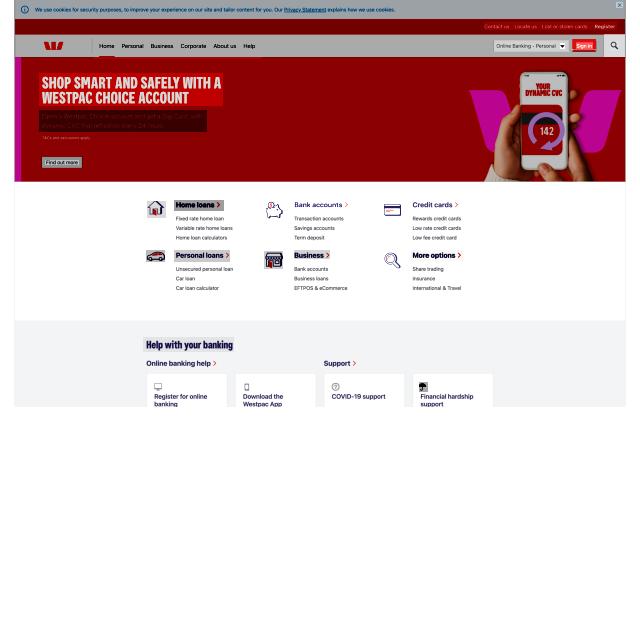 We use cookies for security purposes, to improve your experience on our site and tailor content for you. Our Privacy Statement explains how we use cookies.
Contact us Locate us Lost or stolen cards Register
Home Personal Business Corporate About us Help
Online Banking - Personal
Sign in
SHOP SMART AND SAFELY WITH A
WESTPAC CHOICE ACCOUNT
T&Cs and exclusions apply
Find out more
YOUR
DYNAMIC CVC
142
Home loans
Fixed rate home loan
Variable rate home loans
Home loan calculators
Bank accounts
Transaction accounts
Savings accounts
Term deposit
Credit cards
Rewards credit cards
Low rate credit cards
Low fee credit card
Personal loans
Unsecured personal loan
Car loan
Car loan calculator
Business
Bank accounts
Business loans
EFTPOS & eCommerce
More options
Share trading
Insurance
International & Travel
Help with your banking
Online banking help
Support
Register for online
banking
Download the
Westpac App
COVID-19 support
Financial hardship
support